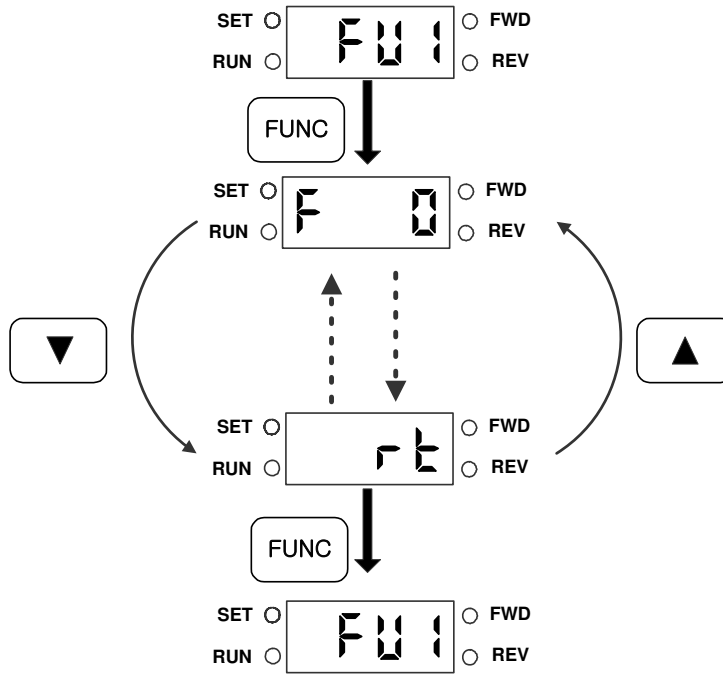 SET FU1 FWD
RUN REV
FUNC
SET F 0 FWD
RUN REV
▼ ▲
SET rt FWD
RUN REV
FUNC
SET FU1 FWD
RUN REV